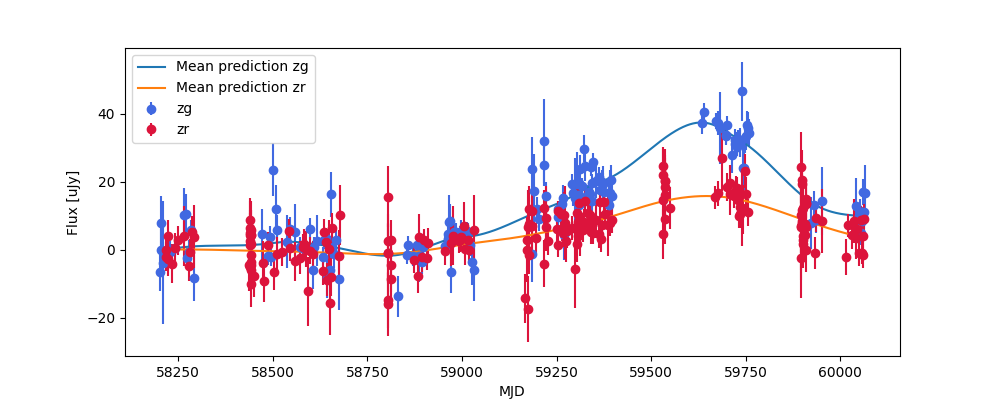 Mean prediction zg
Mean prediction zr
zg
zr
Flux [uJy]
40
20
0
−20
58250
58500
58750
59000
59250
59500
59750
60000
MJD